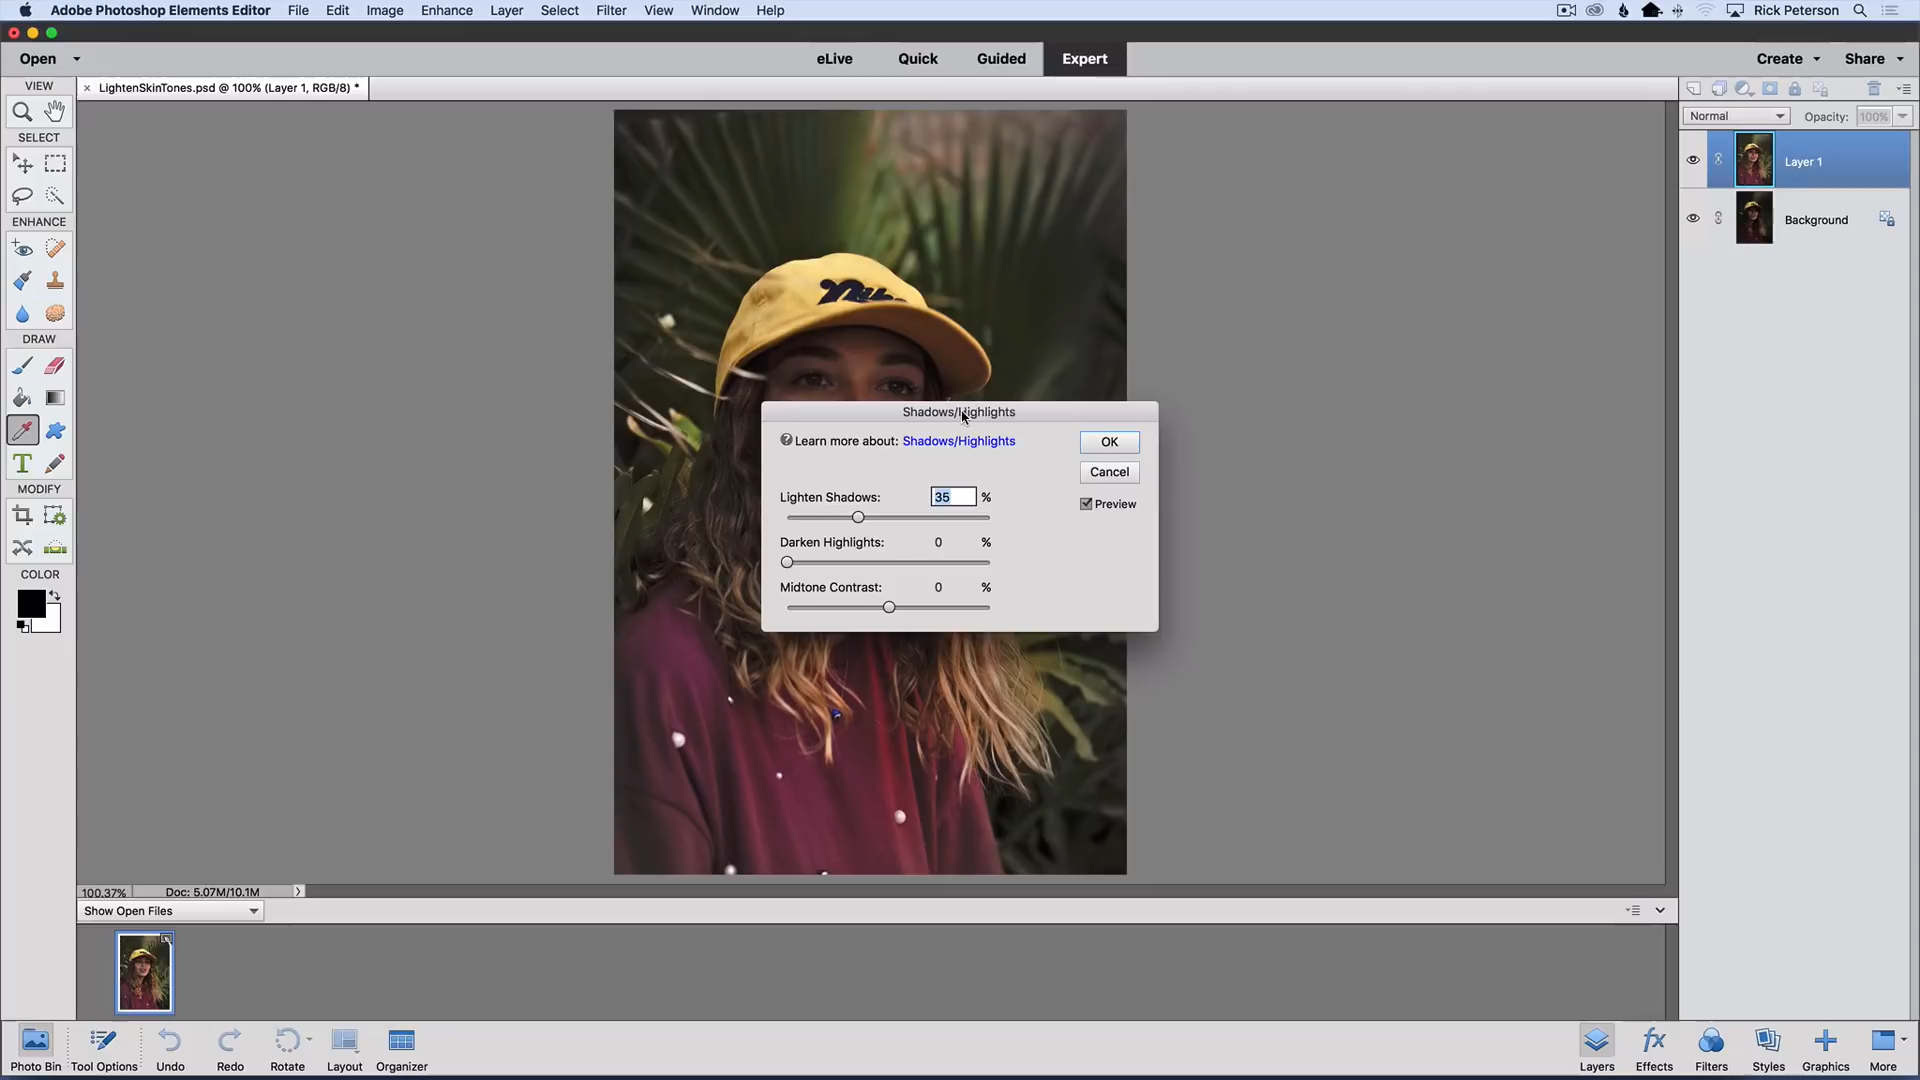 Adobe Photoshop Elements Editor File Edit Image Enhance Layer Select Filter View Window Help Rick Peterson
Open eLive Quick Guided Expert Create Share
VIEW
× LightenSkinTones.psd @ 100% (Layer 1, RGB/8) *
Normal Opacity: 100%
SELECT
Layer 1
Background
ENHANCE
DRAW
T
MODIFY
COLOR
Shadows/Highlights
Learn more about: Shadows/Highlights
OK
Cancel
Lighten Shadows: 35 %
Preview
Darken Highlights: 0 %
Midtone Contrast: 0 %
100.37% Doc: 5.07M/10.1M
Show Open Files
Photo Bin Tool Options Undo Redo Rotate Layout Organizer
Layers Effects Filters Styles Graphics More